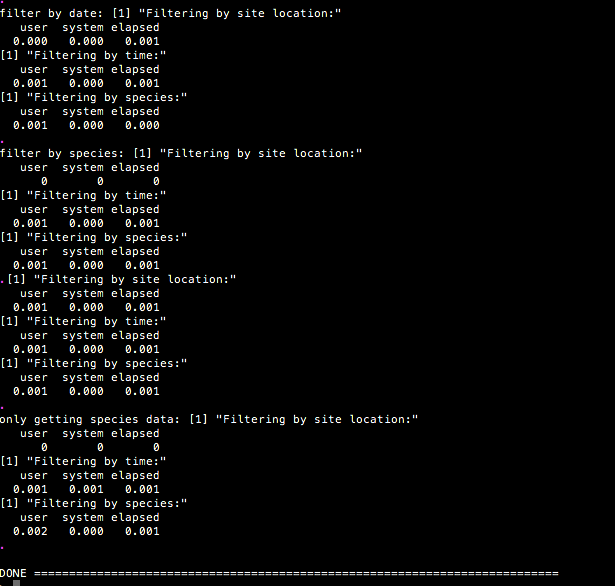 .
filter by date: [1] "Filtering by site location:"
   user  system elapsed
  0.000   0.000   0.001
[1] "Filtering by time:"
   user  system elapsed
  0.001   0.000   0.001
[1] "Filtering by species:"
   user  system elapsed
  0.001   0.000   0.000
.
filter by species: [1] "Filtering by site location:"
   user  system elapsed
      0       0       0
[1] "Filtering by time:"
   user  system elapsed
  0.001   0.000   0.001
[1] "Filtering by species:"
   user  system elapsed
  0.001   0.000   0.001
.[1] "Filtering by site location:"
   user  system elapsed
  0.001   0.000   0.001
[1] "Filtering by time:"
   user  system elapsed
  0.001   0.000   0.001
[1] "Filtering by species:"
   user  system elapsed
  0.001   0.000   0.001
.
only getting species data: [1] "Filtering by site location:"
   user  system elapsed
      0       0       0
[1] "Filtering by time:"
   user  system elapsed
  0.001   0.001   0.001
[1] "Filtering by species:"
   user  system elapsed
  0.002   0.000   0.001
.
DONE ===========================================================================